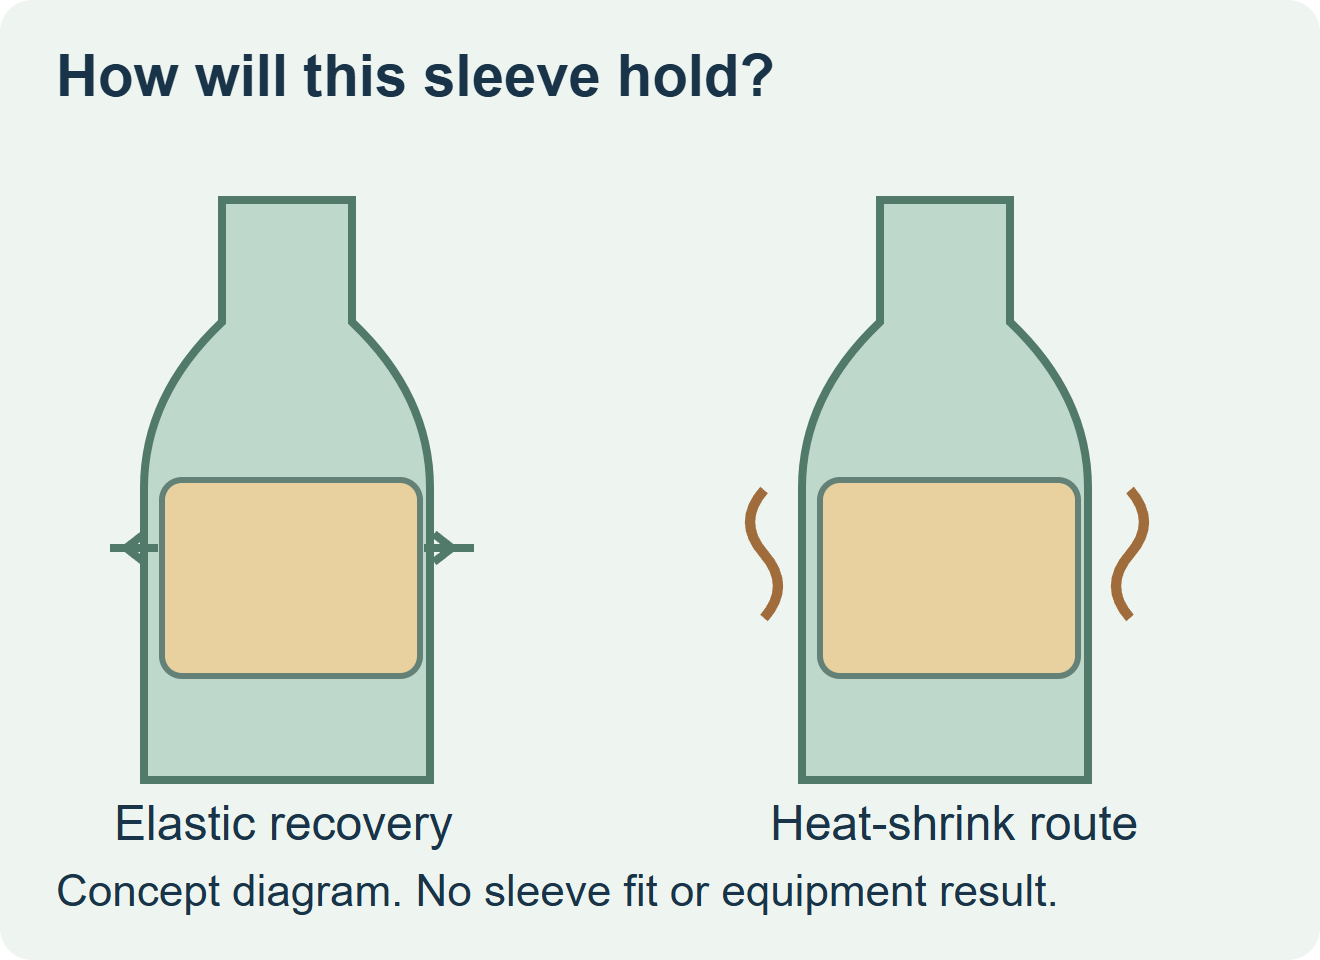 How will this sleeve hold?
Elastic recovery
Heat-shrink route
Concept diagram. No sleeve fit or equipment result.